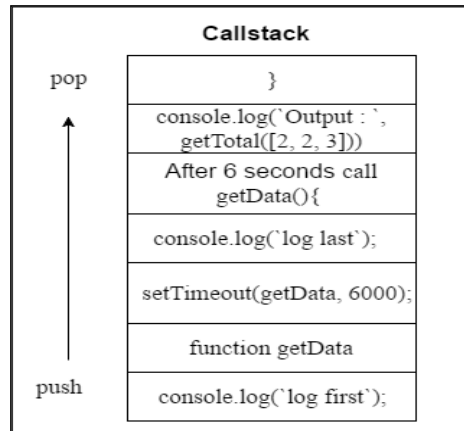 Callstack
pop
}
console.log(`Output : `,
getTotal([2, 2, 3]))
After 6 seconds call
getData(){
console.log(`log last`);
setTimeout(getData, 6000);
function getData
push
console.log(`log first`);